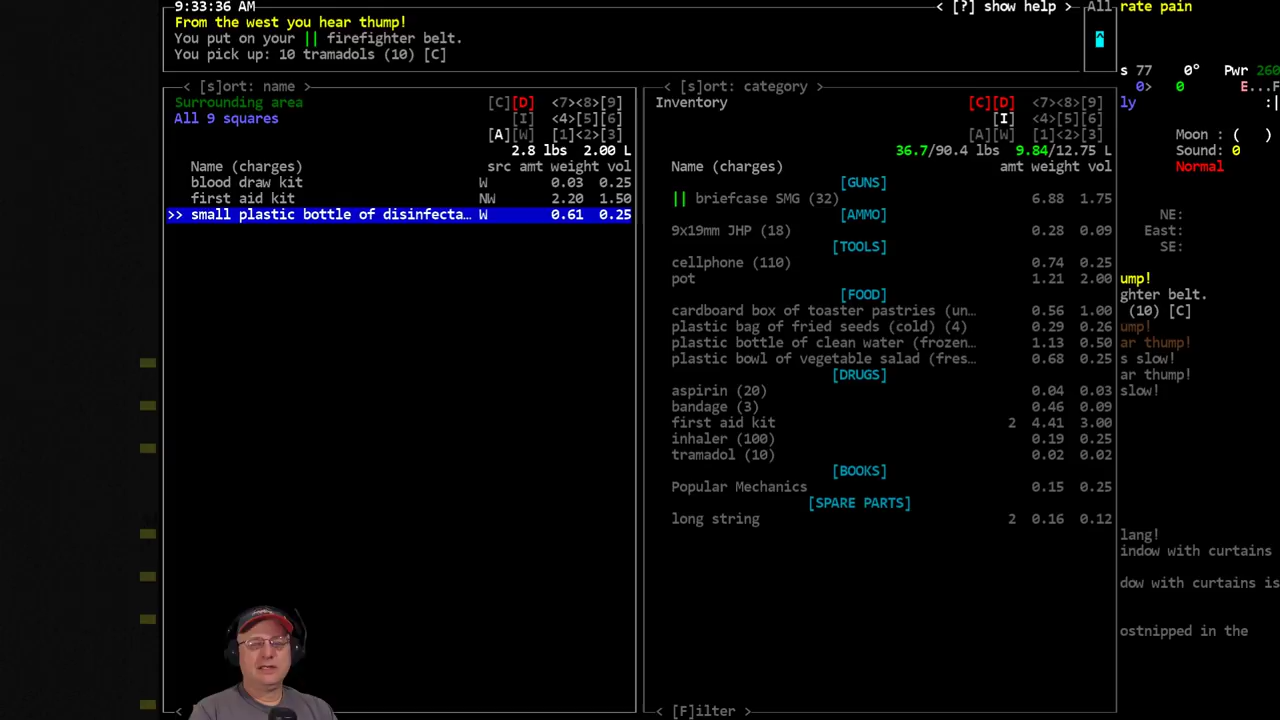 9:33:36 AM
< [?] show help >
All
rate pain
From the west you hear thump!
You put on your || firefighter belt.
You pick up: 10 tramadols (10) [C]
^
s 77 0° Pwr 260
0> 0 E...F
ly :|
< [s]ort: name >
< [s]ort: category >
Surrounding area [C][D] <7><8>[9]
All 9 squares [I] <4>[5][6]
[A][W] [1]<2>[3]
2.8 lbs 2.00 L
Name (charges) src amt weight vol
blood draw kit W 0.03 0.25
first aid kit NW 2.20 1.50
>> small plastic bottle of disinfecta… W 0.61 0.25
Inventory [C][D] <7><8>[9]
[I] <4>[5][6]
[A][W] [1]<2>[3]
36.7/90.4 lbs 9.84/12.75 L
Name (charges) amt weight vol
[GUNS]
|| briefcase SMG (32) 6.88 1.75
[AMMO]
9x19mm JHP (18) 0.28 0.09
[TOOLS]
cellphone (110) 0.74 0.25
pot 1.21 2.00
[FOOD]
cardboard box of toaster pastries (un… 0.56 1.00
plastic bag of fried seeds (cold) (4) 0.29 0.26
plastic bottle of clean water (frozen… 1.13 0.50
plastic bowl of vegetable salad (fres… 0.68 0.25
[DRUGS]
aspirin (20) 0.04 0.03
bandage (3) 0.46 0.09
first aid kit 2 4.41 3.00
inhaler (100) 0.19 0.25
tramadol (10) 0.02 0.02
[BOOKS]
Popular Mechanics 0.15 0.25
[SPARE PARTS]
long string 2 0.16 0.12
< [F]ilter >
<
Moon : ( )
Sound: 0
Normal
NE:
East:
SE:
ump!
ghter belt.
(10) [C]
ump!
ar thump!
s slow!
ar thump!
slow!
lang!
indow with curtains
dow with curtains is
ostnipped in the